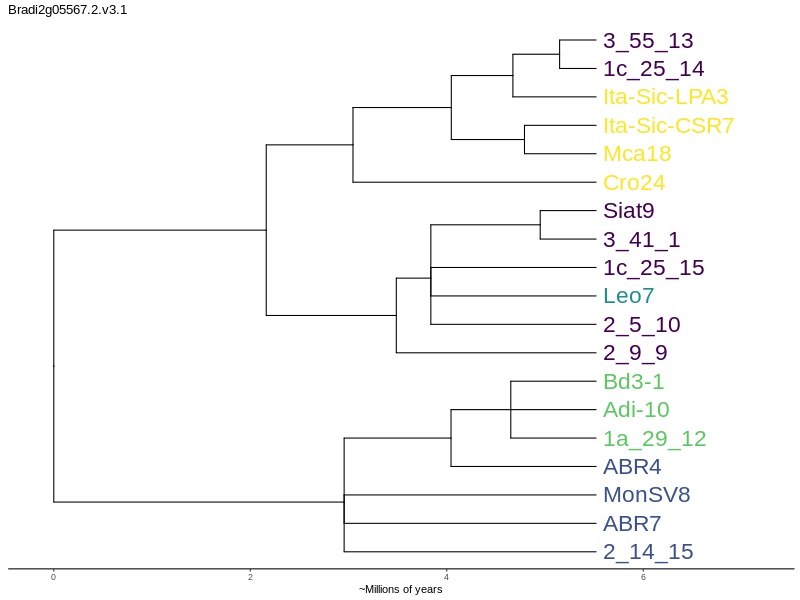 Bradi2g05567.2.v3.1
3_55_13
1c_25_14
Ita-Sic-LPA3
Ita-Sic-CSR7
Mca18
Cro24
Siat9
3_41_1
1c_25_15
Leo7
2_5_10
2_9_9
Bd3-1
Adi-10
1a_29_12
ABR4
MonSV8
ABR7
2_14_15
0 2 4 6
~Millions of years